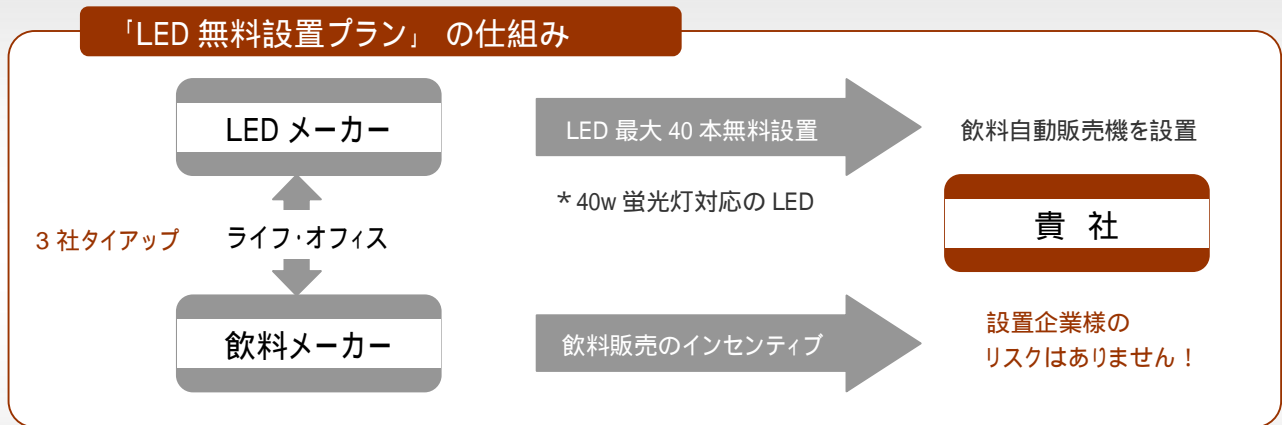 「LED 無料設置プラン」 の仕組み
LED メーカー
LED 最大 40 本無料設置
飲料自動販売機を設置
＊40w 蛍光灯対応の LED
貴 社
3 社タイアップ
ライフ・オフィス
飲料メーカー
飲料販売のインセンティブ
設置企業様の
リスクはありません！